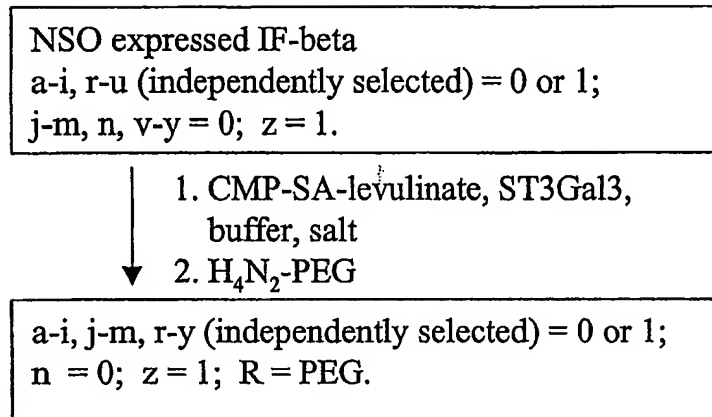 NSO expressed IF-beta
a-i, r-u (independently selected) = 0 or 1;
j-m, n, v-y = 0; z = 1.
1. CMP-SA-levulinate, ST3Gal3,
buffer, salt
2. H₄N₂-PEG
a-i, j-m, r-y (independently selected) = 0 or 1;
n = 0; z = 1; R = PEG.